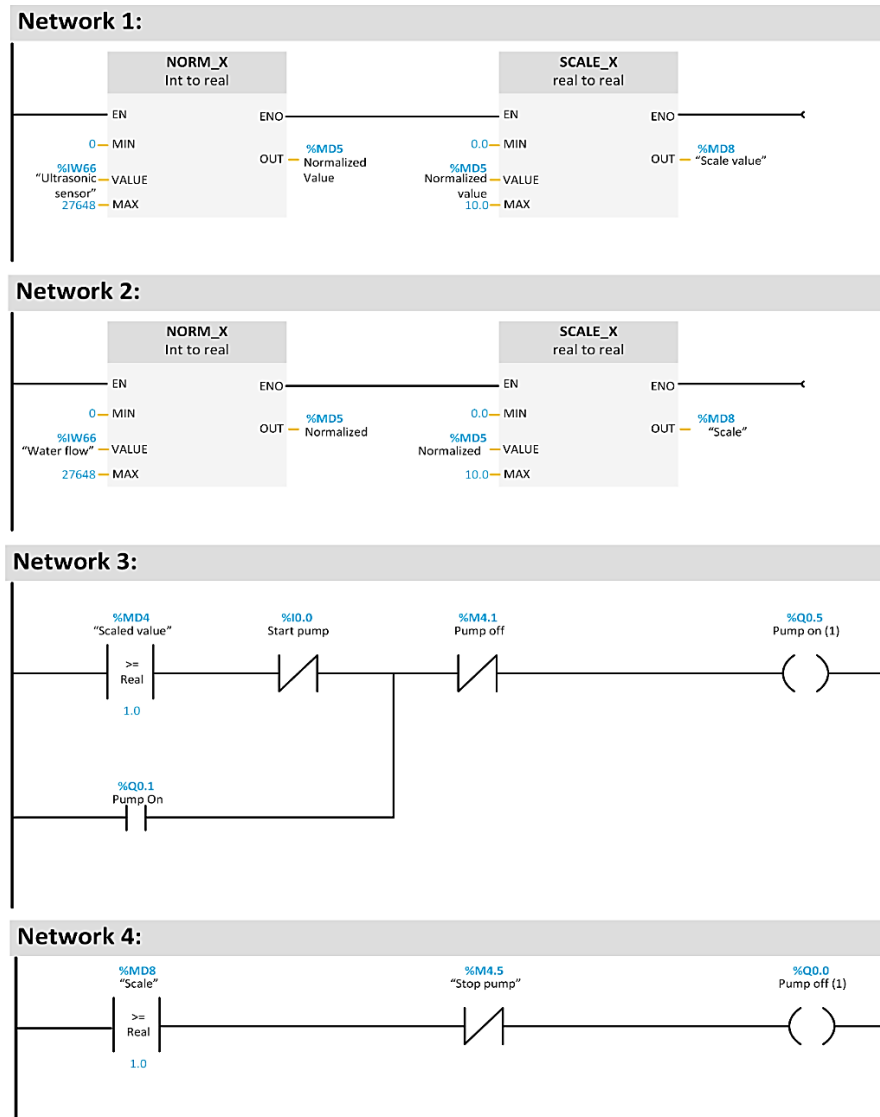 Network 1:
NORM_X
Int to real
SCALE_X
real to real
EN
ENO
EN
ENO
0
MIN
OUT
%MD5
Normalized
Value
0.0
MIN
OUT
%MD8
"Scale value"
%IW66
"Ultrasonic
sensor"
VALUE
%MD5
Normalized
value
VALUE
27648
MAX
10.0
MAX
Network 2:
NORM_X
Int to real
SCALE_X
real to real
EN
ENO
EN
ENO
0
MIN
OUT
%MD5
Normalized
0.0
MIN
OUT
%MD8
"Scale"
%IW66
"Water flow"
VALUE
%MD5
Normalized
VALUE
27648
MAX
10.0
MAX
Network 3:
%MD4
"Scaled value"
%I0.0
Start pump
%M4.1
Pump off
%Q0.5
Pump on (1)
>=
Real
1.0
%Q0.1
Pump On
Network 4:
%MD8
"Scale"
%M4.5
"Stop pump"
%Q0.0
Pump off (1)
>=
Real
1.0